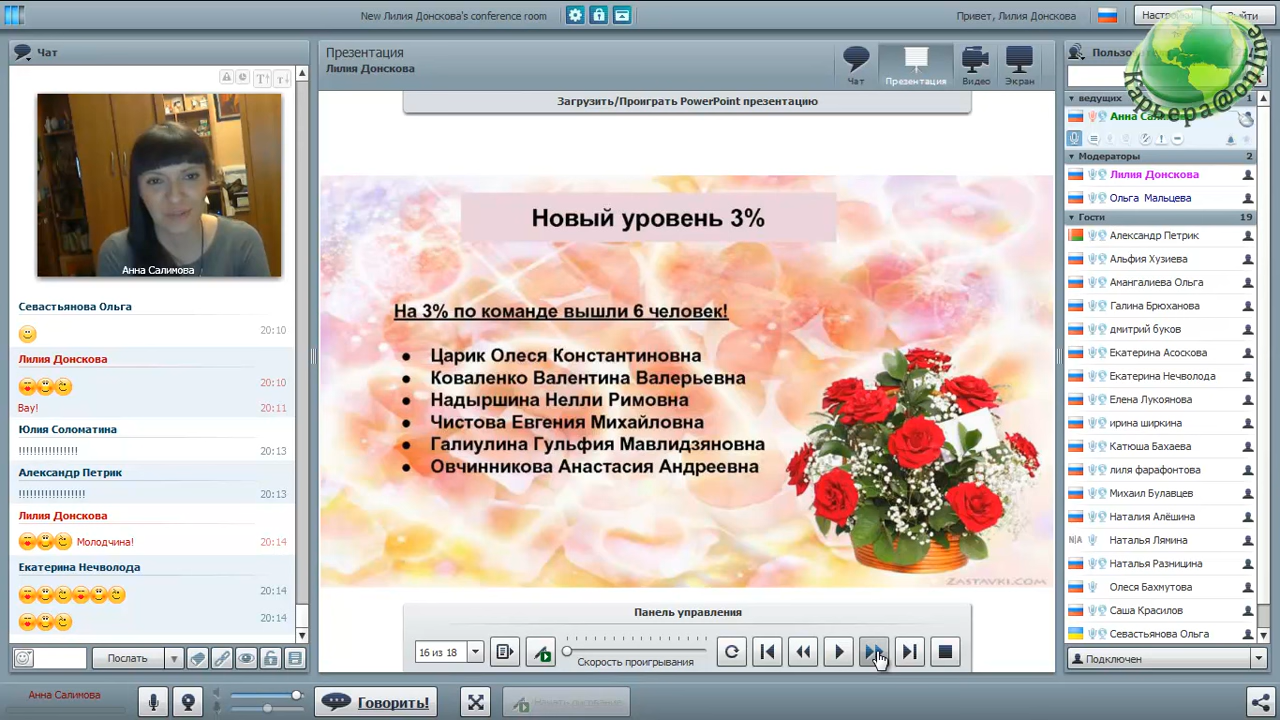 New Лилия Донскова's conference room
Привет, Лилия Донскова
Настройки
Выйти
карьера@online
Чат
Анна Салимова
Севастьянова Ольга
20:10
Лилия Донскова
20:10
Вау!
20:11
Юлия Соломатина
!!!!!!!!!!!!!!!!
20:13
Александр Петрик
!!!!!!!!!!!!!!!!!!
20:13
Лилия Донскова
Молодчина!
20:14
Екатерина Нечволода
20:14
20:14
Послать
Презентация
Лилия Донскова
Чат
Презентация
Видео
Экран
Загрузить/Проиграть PowerPoint презентацию
Новый уровень 3%
На 3% по команде вышли 6 человек!
● Царик Олеся Константиновна
● Коваленко Валентина Валерьевна
● Надыршина Нелли Римовна
● Чистова Евгения Михайловна
● Галиулина Гульфия Мавлидзяновна
● Овчинникова Анастасия Андреевна
ZASTAVKI.COM
Панель управления
16 из 18
Скорость проигрывания
ведущих
1
Анна
Модераторы
2
Лилия Донскова
Ольга Мальцева
Гости
19
Александр Петрик
Альфия Хузиева
Амангалиева Ольга
Галина Брюханова
дмитрий буков
Екатерина Асоскова
Екатерина Нечволода
Елена Лукоянова
ирина ширкина
Катюша Бахаева
лиля фарафонтова
Михаил Булавцев
Наталия Алёшина
N/A Наталья Лямина
Наталья Разницина
Олеся Бахмутова
Саша Красилов
Севастьянова Ольга
Подключен
Анна Салимова
Говорить!